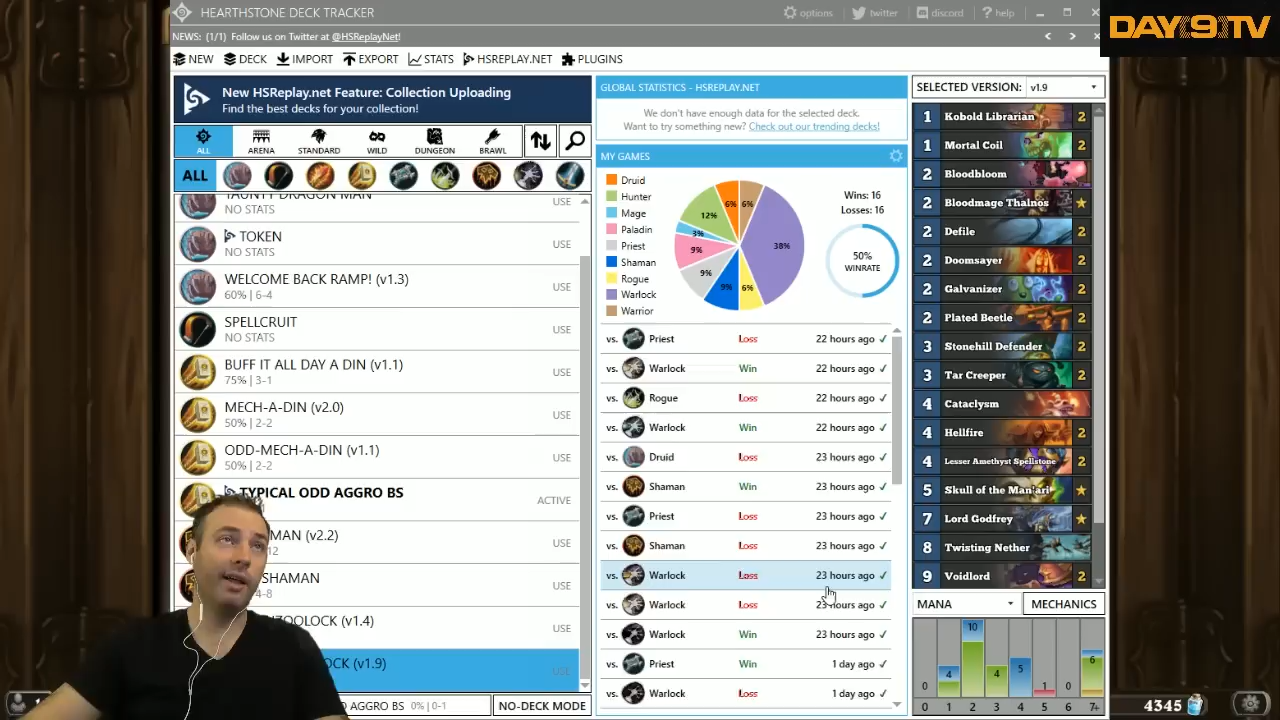 HEARTHSTONE DECK TRACKER
options
twitter
discord
? help
DAY[9].TV
NEWS: (1/1) Follow us on Twitter at @HSReplayNet!
NEW
DECK
IMPORT
EXPORT
STATS
HSREPLAY.NET
PLUGINS
New HSReplay.net Feature: Collection Uploading
Find the best decks for your collection!
ALL
ARENA
STANDARD
WILD
DUNGEON
BRAWL
ALL
TAUNTY DRAGON MAN
NO STATS
USE
TOKEN
NO STATS
USE
WELCOME BACK RAMP! (v1.3)
60% | 6-4
USE
SPELLCRUIT
NO STATS
USE
BUFF IT ALL DAY A DIN (v1.1)
75% | 3-1
USE
MECH-A-DIN (v2.0)
50% | 2-2
USE
ODD-MECH-A-DIN (v1.1)
50% | 2-2
USE
TYPICAL ODD AGGRO BS
ACTIVE
MAN (v2.2)
12
USE
SHAMAN
4-8
USE
ZOOLOCK (v1.4)
USE
OCK (v1.9)
USE
AGGRO BS 0% | 0-1
NO-DECK MODE
GLOBAL STATISTICS - HSREPLAY.NET
We don't have enough data for the selected deck.
Want to try something new? Check out our trending decks!
MY GAMES
Druid
Hunter
Mage
Paladin
Priest
Shaman
Rogue
Warlock
Warrior
6%
6%
12%
3%
9%
9%
9%
6%
38%
Wins: 16
Losses: 16
50%
WINRATE
vs. Priest Loss 22 hours ago ✓
vs. Warlock Win 22 hours ago ✓
vs. Rogue Loss 22 hours ago ✓
vs. Warlock Win 22 hours ago ✓
vs. Druid Loss 23 hours ago ✓
vs. Shaman Win 23 hours ago ✓
vs. Priest Loss 23 hours ago ✓
vs. Shaman Loss 23 hours ago ✓
vs. Warlock Loss 23 hours ago ✓
vs. Warlock Loss 23 hours ago ✓
vs. Warlock Win 23 hours ago ✓
vs. Priest Win 1 day ago ✓
vs. Warlock Loss 1 day ago ✓
SELECTED VERSION: v1.9
1 Kobold Librarian 2
1 Mortal Coil 2
2 Bloodbloom 2
2 Bloodmage Thalnos ★
2 Defile 2
2 Doomsayer 2
2 Galvanizer 2
2 Plated Beetle 2
3 Stonehill Defender 2
3 Tar Creeper 2
4 Cataclysm
4 Hellfire 2
4 Lesser Amethyst Spellstone 2
5 Skull of the Man'ari ★
7 Lord Godfrey ★
8 Twisting Nether
9 Voidlord 2
MANA
MECHANICS
0 4 10 4 5 1 0 6
0 1 2 3 4 5 6 7+
4345